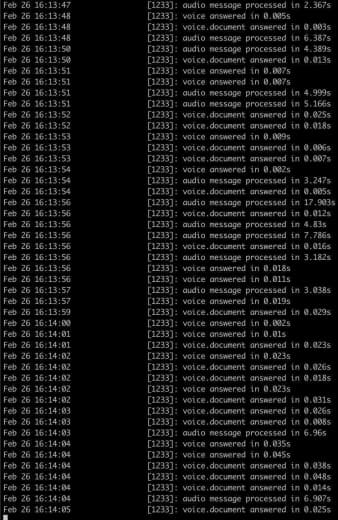 Feb 26 16:13:47 [1233]: audio message processed in 2.367s
Feb 26 16:13:48 [1233]: voice answered in 0.005s
Feb 26 16:13:48 [1233]: voice.document answered in 0.003s
Feb 26 16:13:48 [1233]: audio message processed in 6.387s
Feb 26 16:13:50 [1233]: audio message processed in 4.389s
Feb 26 16:13:50 [1233]: voice.document answered in 0.013s
Feb 26 16:13:51 [1233]: voice answered in 0.007s
Feb 26 16:13:51 [1233]: voice answered in 0.007s
Feb 26 16:13:51 [1233]: audio message processed in 4.999s
Feb 26 16:13:51 [1233]: audio message processed in 5.166s
Feb 26 16:13:52 [1233]: voice.document answered in 0.025s
Feb 26 16:13:52 [1233]: voice.document answered in 0.018s
Feb 26 16:13:53 [1233]: voice answered in 0.009s
Feb 26 16:13:53 [1233]: voice.document answered in 0.006s
Feb 26 16:13:53 [1233]: voice.document answered in 0.007s
Feb 26 16:13:54 [1233]: voice answered in 0.002s
Feb 26 16:13:54 [1233]: audio message processed in 3.247s
Feb 26 16:13:54 [1233]: voice.document answered in 0.005s
Feb 26 16:13:56 [1233]: audio message processed in 17.903s
Feb 26 16:13:56 [1233]: voice.document answered in 0.012s
Feb 26 16:13:56 [1233]: audio message processed in 4.83s
Feb 26 16:13:56 [1233]: audio message processed in 7.786s
Feb 26 16:13:56 [1233]: voice.document answered in 0.016s
Feb 26 16:13:56 [1233]: audio message processed in 3.182s
Feb 26 16:13:56 [1233]: voice answered in 0.018s
Feb 26 16:13:56 [1233]: voice answered in 0.011s
Feb 26 16:13:57 [1233]: audio message processed in 3.038s
Feb 26 16:13:57 [1233]: voice answered in 0.019s
Feb 26 16:13:59 [1233]: voice.document answered in 0.029s
Feb 26 16:14:00 [1233]: voice answered in 0.002s
Feb 26 16:14:01 [1233]: voice answered in 0.01s
Feb 26 16:14:01 [1233]: voice.document answered in 0.023s
Feb 26 16:14:02 [1233]: voice answered in 0.023s
Feb 26 16:14:02 [1233]: voice.document answered in 0.026s
Feb 26 16:14:02 [1233]: voice.document answered in 0.018s
Feb 26 16:14:02 [1233]: voice answered in 0.023s
Feb 26 16:14:02 [1233]: voice.document answered in 0.031s
Feb 26 16:14:03 [1233]: voice.document answered in 0.026s
Feb 26 16:14:03 [1233]: voice.document answered in 0.008s
Feb 26 16:14:03 [1233]: audio message processed in 6.96s
Feb 26 16:14:04 [1233]: voice answered in 0.035s
Feb 26 16:14:04 [1233]: voice answered in 0.045s
Feb 26 16:14:04 [1233]: voice.document answered in 0.038s
Feb 26 16:14:04 [1233]: voice.document answered in 0.048s
Feb 26 16:14:04 [1233]: voice.document answered in 0.014s
Feb 26 16:14:04 [1233]: audio message processed in 6.907s
Feb 26 16:14:05 [1233]: voice.document answered in 0.025s